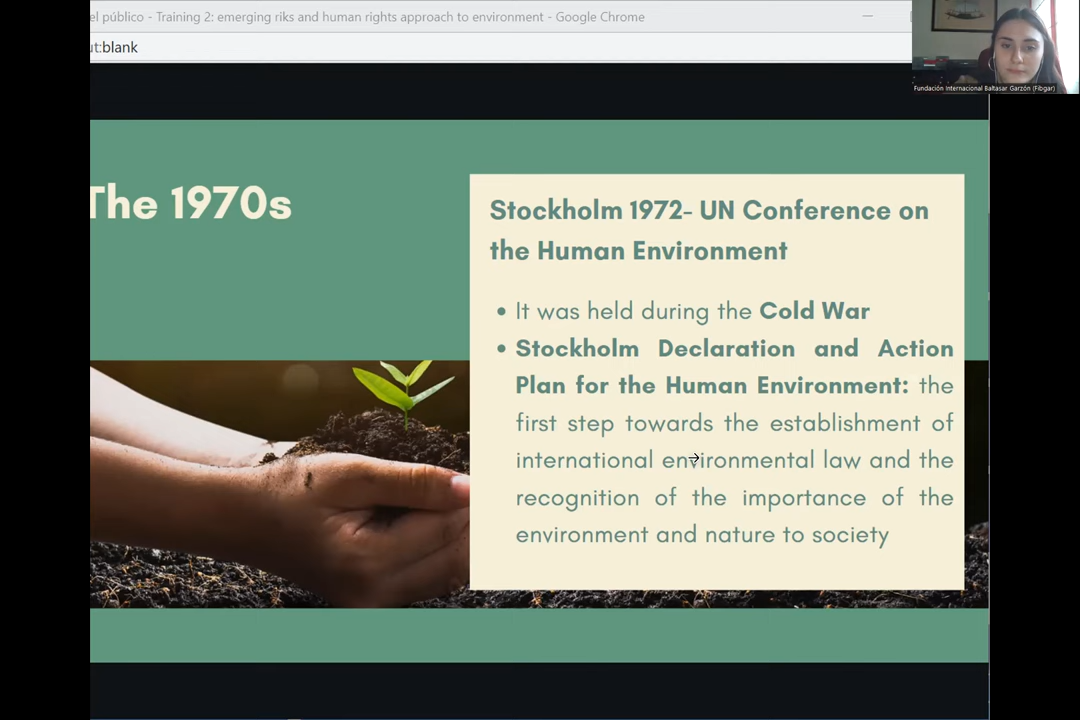 el público - Training 2: emerging riks and human rights approach to environment - Google Chrome
ut:blank
Fundación Internacional Baltasar Garzón (Fibgar)
The 1970s
Stockholm 1972- UN Conference on
the Human Environment
• It was held during the Cold War
• Stockholm Declaration and Action
Plan for the Human Environment: the
first step towards the establishment of
international environmental law and the
recognition of the importance of the
environment and nature to society